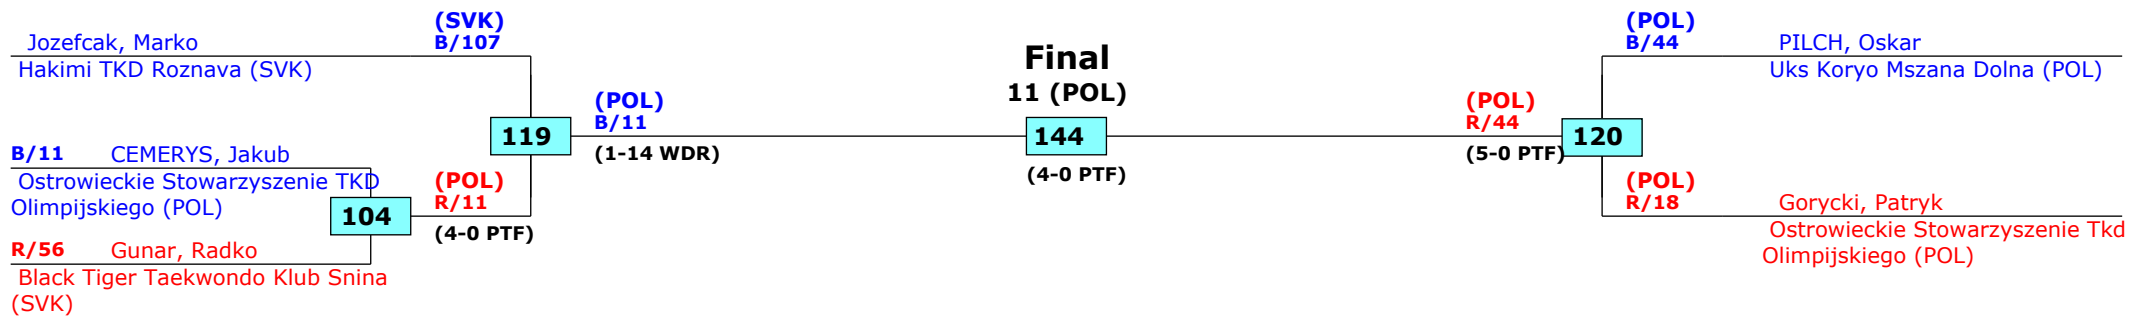 (SVK)
B/107
Jozefcak, Marko
Hakimi TKD Roznava (SVK)
B/11 CEMERYS, Jakub
Ostrowieckie Stowarzyszenie TKD
Olimpijskiego (POL)
R/56 Gunar, Radko
Black Tiger Taekwondo Klub Snina
(SVK)
104
(POL)
R/11
(4-0 PTF)
119
(POL)
B/11
(1-14 WDR)
Final
11 (POL)
144
(4-0 PTF)
(POL)
R/44
(5-0 PTF)
120
(POL)
B/44
PILCH, Oskar
Uks Koryo Mszana Dolna (POL)
(POL)
R/18
Gorycki, Patryk
Ostrowieckie Stowarzyszenie Tkd
Olimpijskiego (POL)